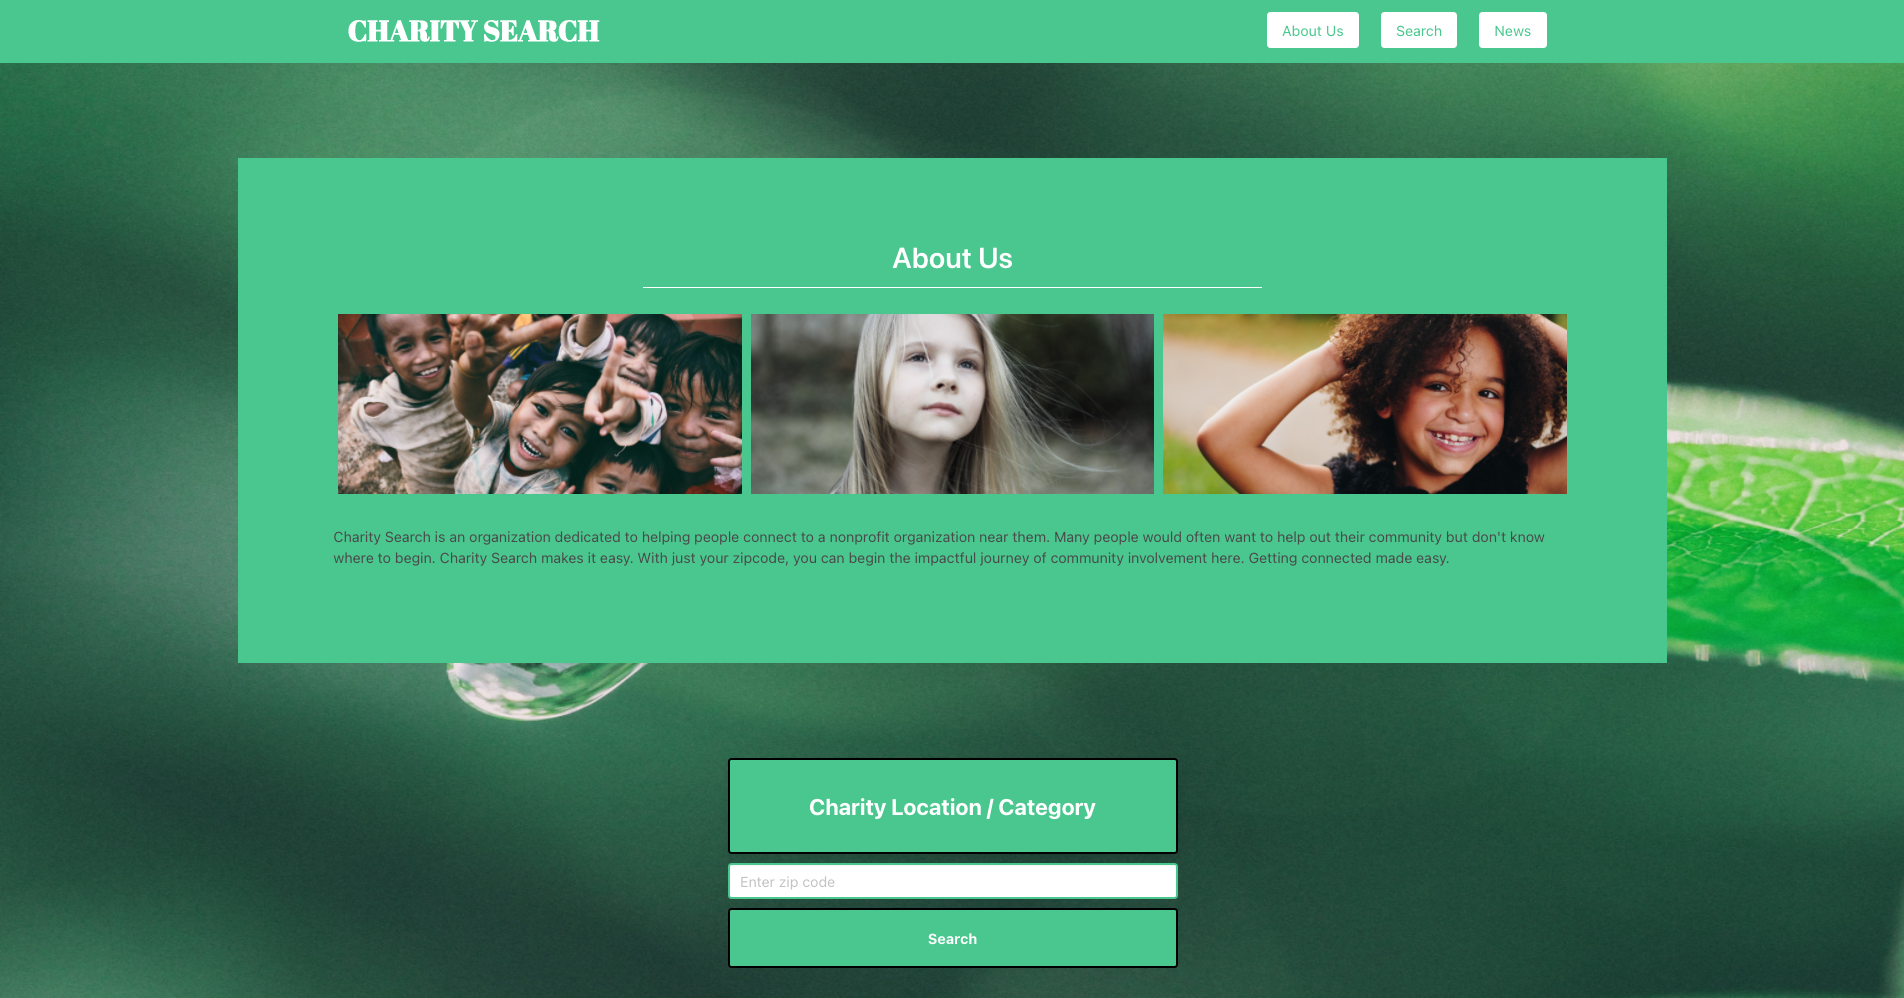 CHARITY SEARCH
About Us
Search
News
About Us
Charity Search is an organization dedicated to helping people connect to a nonprofit organization near them. Many people would often want to help out their community but don't know
where to begin. Charity Search makes it easy. With just your zipcode, you can begin the impactful journey of community involvement here. Getting connected made easy.
Charity Location / Category
Enter zip code
Search